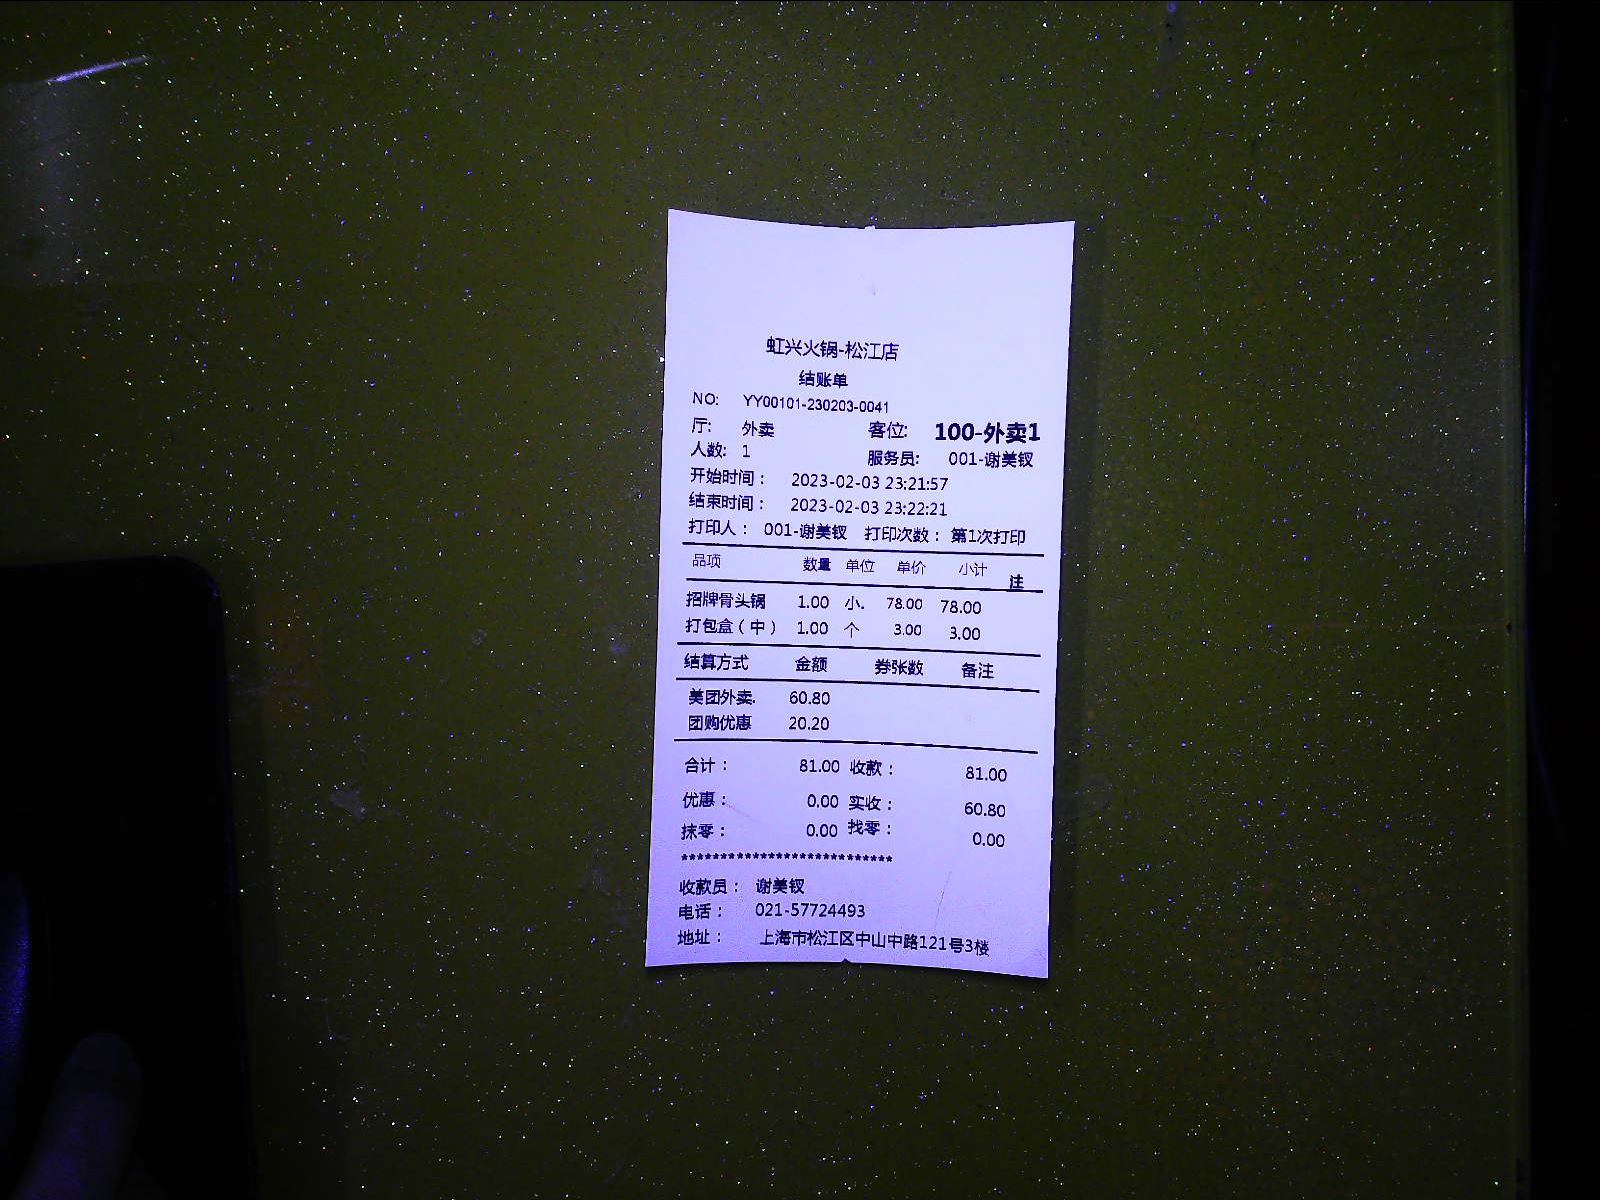 虹兴火锅-松江店
结账单
NO: YY00101-230203-0041
厅: 外卖 客位: 100-外卖1
人数: 1 服务员: 001-谢美钗
开始时间： 2023-02-03 23:21:57
结束时间： 2023-02-03 23:22:21
打印人： 001-谢美钗 打印次数： 第1次打印
品项 数量 单位 单价 小计 注
招牌骨头锅 1.00 小. 78.00 78.00
打包盒（中） 1.00 个 3.00 3.00
结算方式 金额 券张数 备注
美团外卖. 60.80
团购优惠 20.20
合计： 81.00 收款： 81.00
优惠： 0.00 实收： 60.80
抹零： 0.00 找零： 0.00
***************************
收款员： 谢美钗
电话： 021-57724493
地址： 上海市松江区中山中路121号3楼